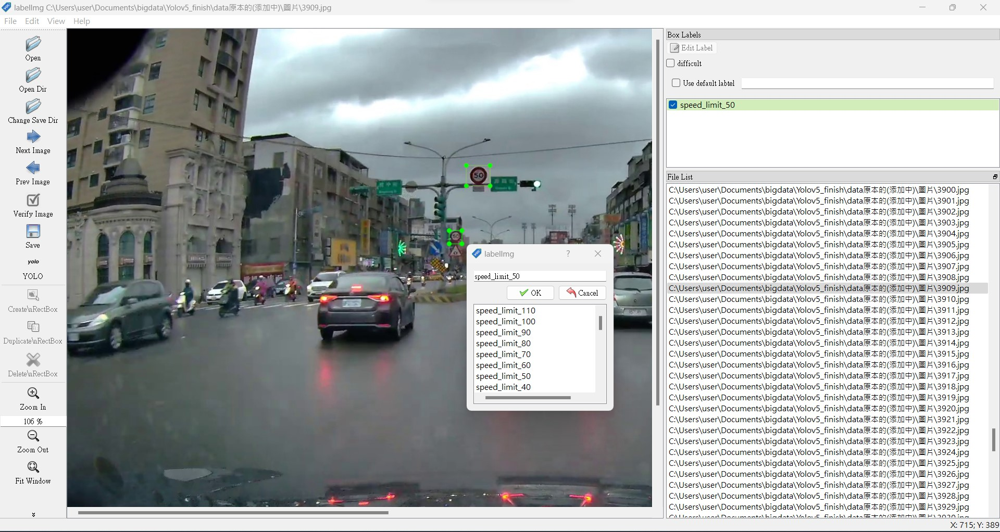 labelImg C:\Users\user\Documents\bigdata\Yolov5_finish\data原本的(添加中)\圖片\3909.jpg
File Edit View Help
Open
Open Dir
Change Save Dir
Next Image
Prev Image
Verify Image
Save
yolo
YOLO
Create\nRectBox
Duplicate\nRectBox
Delete\nRectBox
Zoom In
106 %
Zoom Out
Fit Window
50
50
labelImg
?
speed_limit_50
OK
Cancel
speed_limit_110
speed_limit_100
speed_limit_90
speed_limit_80
speed_limit_70
speed_limit_60
speed_limit_50
speed_limit_40
Box Labels
Edit Label
difficult
Use default labtel
speed_limit_50
File List
C:\Users\user\Documents\bigdata\Yolov5_finish\data原本的(添加中)\圖片\3900.jpg
C:\Users\user\Documents\bigdata\Yolov5_finish\data原本的(添加中)\圖片\3901.jpg
C:\Users\user\Documents\bigdata\Yolov5_finish\data原本的(添加中)\圖片\3902.jpg
C:\Users\user\Documents\bigdata\Yolov5_finish\data原本的(添加中)\圖片\3903.jpg
C:\Users\user\Documents\bigdata\Yolov5_finish\data原本的(添加中)\圖片\3904.jpg
C:\Users\user\Documents\bigdata\Yolov5_finish\data原本的(添加中)\圖片\3905.jpg
C:\Users\user\Documents\bigdata\Yolov5_finish\data原本的(添加中)\圖片\3906.jpg
C:\Users\user\Documents\bigdata\Yolov5_finish\data原本的(添加中)\圖片\3907.jpg
C:\Users\user\Documents\bigdata\Yolov5_finish\data原本的(添加中)\圖片\3908.jpg
C:\Users\user\Documents\bigdata\Yolov5_finish\data原本的(添加中)\圖片\3909.jpg
C:\Users\user\Documents\bigdata\Yolov5_finish\data原本的(添加中)\圖片\3910.jpg
C:\Users\user\Documents\bigdata\Yolov5_finish\data原本的(添加中)\圖片\3911.jpg
C:\Users\user\Documents\bigdata\Yolov5_finish\data原本的(添加中)\圖片\3912.jpg
C:\Users\user\Documents\bigdata\Yolov5_finish\data原本的(添加中)\圖片\3913.jpg
C:\Users\user\Documents\bigdata\Yolov5_finish\data原本的(添加中)\圖片\3914.jpg
C:\Users\user\Documents\bigdata\Yolov5_finish\data原本的(添加中)\圖片\3915.jpg
C:\Users\user\Documents\bigdata\Yolov5_finish\data原本的(添加中)\圖片\3916.jpg
C:\Users\user\Documents\bigdata\Yolov5_finish\data原本的(添加中)\圖片\3917.jpg
C:\Users\user\Documents\bigdata\Yolov5_finish\data原本的(添加中)\圖片\3918.jpg
C:\Users\user\Documents\bigdata\Yolov5_finish\data原本的(添加中)\圖片\3919.jpg
C:\Users\user\Documents\bigdata\Yolov5_finish\data原本的(添加中)\圖片\3920.jpg
C:\Users\user\Documents\bigdata\Yolov5_finish\data原本的(添加中)\圖片\3921.jpg
C:\Users\user\Documents\bigdata\Yolov5_finish\data原本的(添加中)\圖片\3922.jpg
C:\Users\user\Documents\bigdata\Yolov5_finish\data原本的(添加中)\圖片\3923.jpg
C:\Users\user\Documents\bigdata\Yolov5_finish\data原本的(添加中)\圖片\3924.jpg
C:\Users\user\Documents\bigdata\Yolov5_finish\data原本的(添加中)\圖片\3925.jpg
C:\Users\user\Documents\bigdata\Yolov5_finish\data原本的(添加中)\圖片\3926.jpg
C:\Users\user\Documents\bigdata\Yolov5_finish\data原本的(添加中)\圖片\3927.jpg
C:\Users\user\Documents\bigdata\Yolov5_finish\data原本的(添加中)\圖片\3928.jpg
C:\Users\user\Documents\bigdata\Yolov5_finish\data原本的(添加中)\圖片\3929.jpg
X: 715; Y: 389